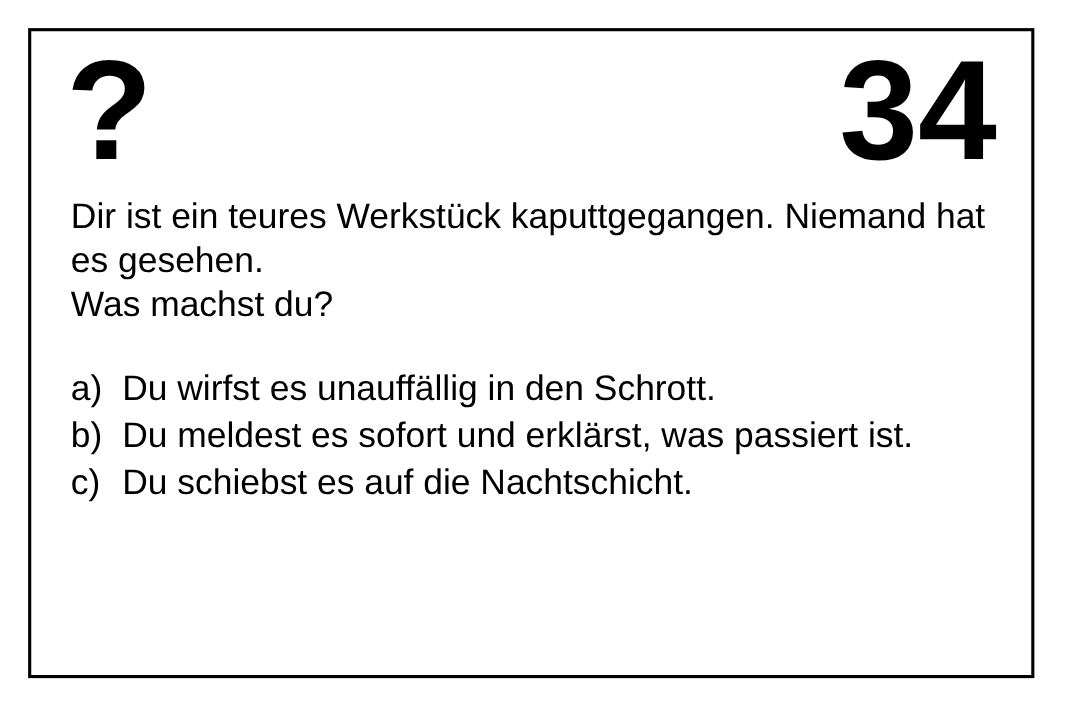 ? 34
Dir ist ein teures Werkstück kaputtgegangen. Niemand hat
es gesehen.
Was machst du?
a) Du wirfst es unauffällig in den Schrott.
b) Du meldest es sofort und erklärst, was passiert ist.
c) Du schiebst es auf die Nachtschicht.